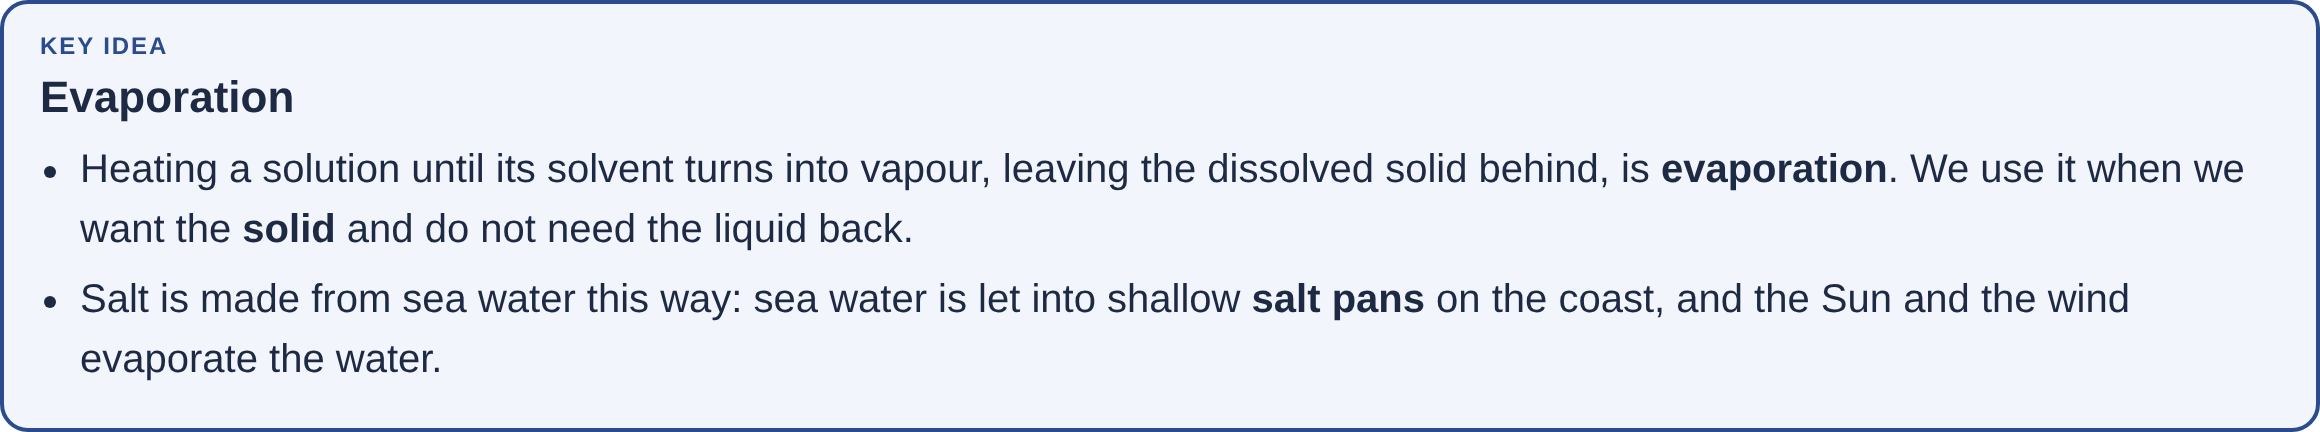 KEY IDEA
Evaporation
• Heating a solution until its solvent turns into vapour, leaving the dissolved solid behind, is evaporation. We use it when we
want the solid and do not need the liquid back.
• Salt is made from sea water this way: sea water is let into shallow salt pans on the coast, and the Sun and the wind
evaporate the water.